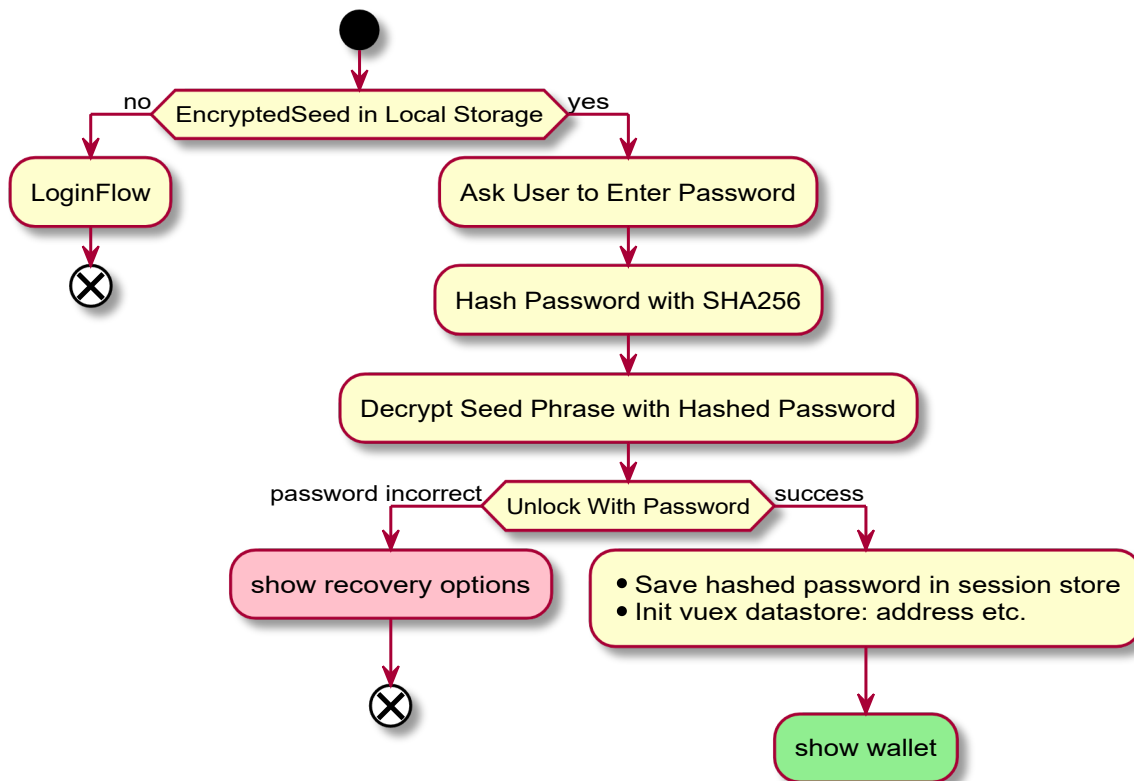 no
EncryptedSeed in Local Storage
yes
LoginFlow
Ask User to Enter Password
Hash Password with SHA256
Decrypt Seed Phrase with Hashed Password
password incorrect
Unlock With Password
success
show recovery options
• Save hashed password in session store
• Init vuex datastore: address etc.
show wallet